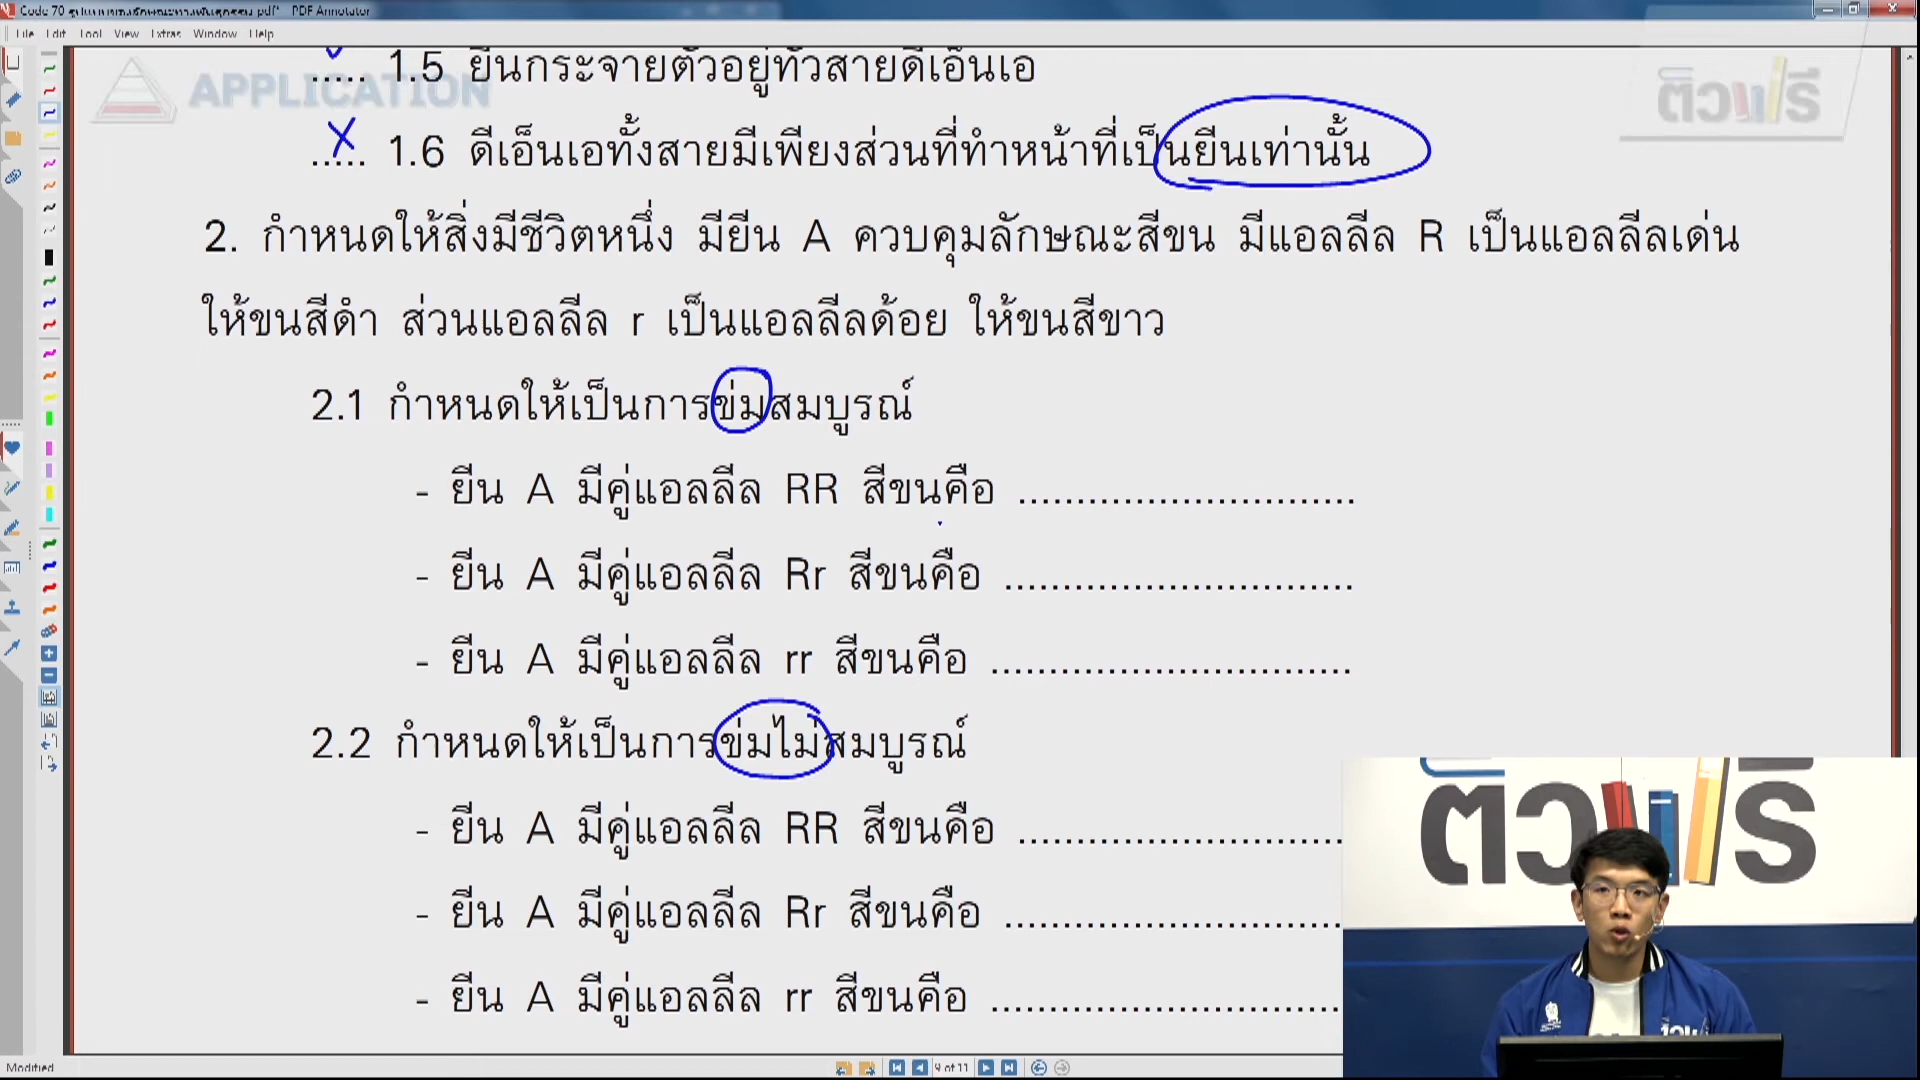 PDF Annotator
File Edit Tool View Extras Window Help
APPLICATION
ติวฟรี
..... 1.5 ยีนกระจายตัวอยู่ทั่วสายดีเอ็นเอ
X
..... 1.6 ดีเอ็นเอทั้งสายมีเพียงส่วนที่ทำหน้าที่เป็นยีนเท่านั้น
2. กำหนดให้สิ่งมีชีวิตหนึ่ง มียีน A ควบคุมลักษณะสีขน มีแอลลีล R เป็นแอลลีลเด่น
ให้ขนสีดำ ส่วนแอลลีล r เป็นแอลลีลด้อย ให้ขนสีขาว
2.1 กำหนดให้เป็นการข่มสมบูรณ์
- ยีน A มีคู่แอลลีล RR สีขนคือ .............................
- ยีน A มีคู่แอลลีล Rr สีขนคือ ..............................
- ยีน A มีคู่แอลลีล rr สีขนคือ ...............................
2.2 กำหนดให้เป็นการข่มไม่สมบูรณ์
- ยีน A มีคู่แอลลีล RR สีขนคือ ............................
- ยีน A มีคู่แอลลีล Rr สีขนคือ .............................
- ยีน A มีคู่แอลลีล rr สีขนคือ ..............................
ติวฟรี
Modified
9 of 11